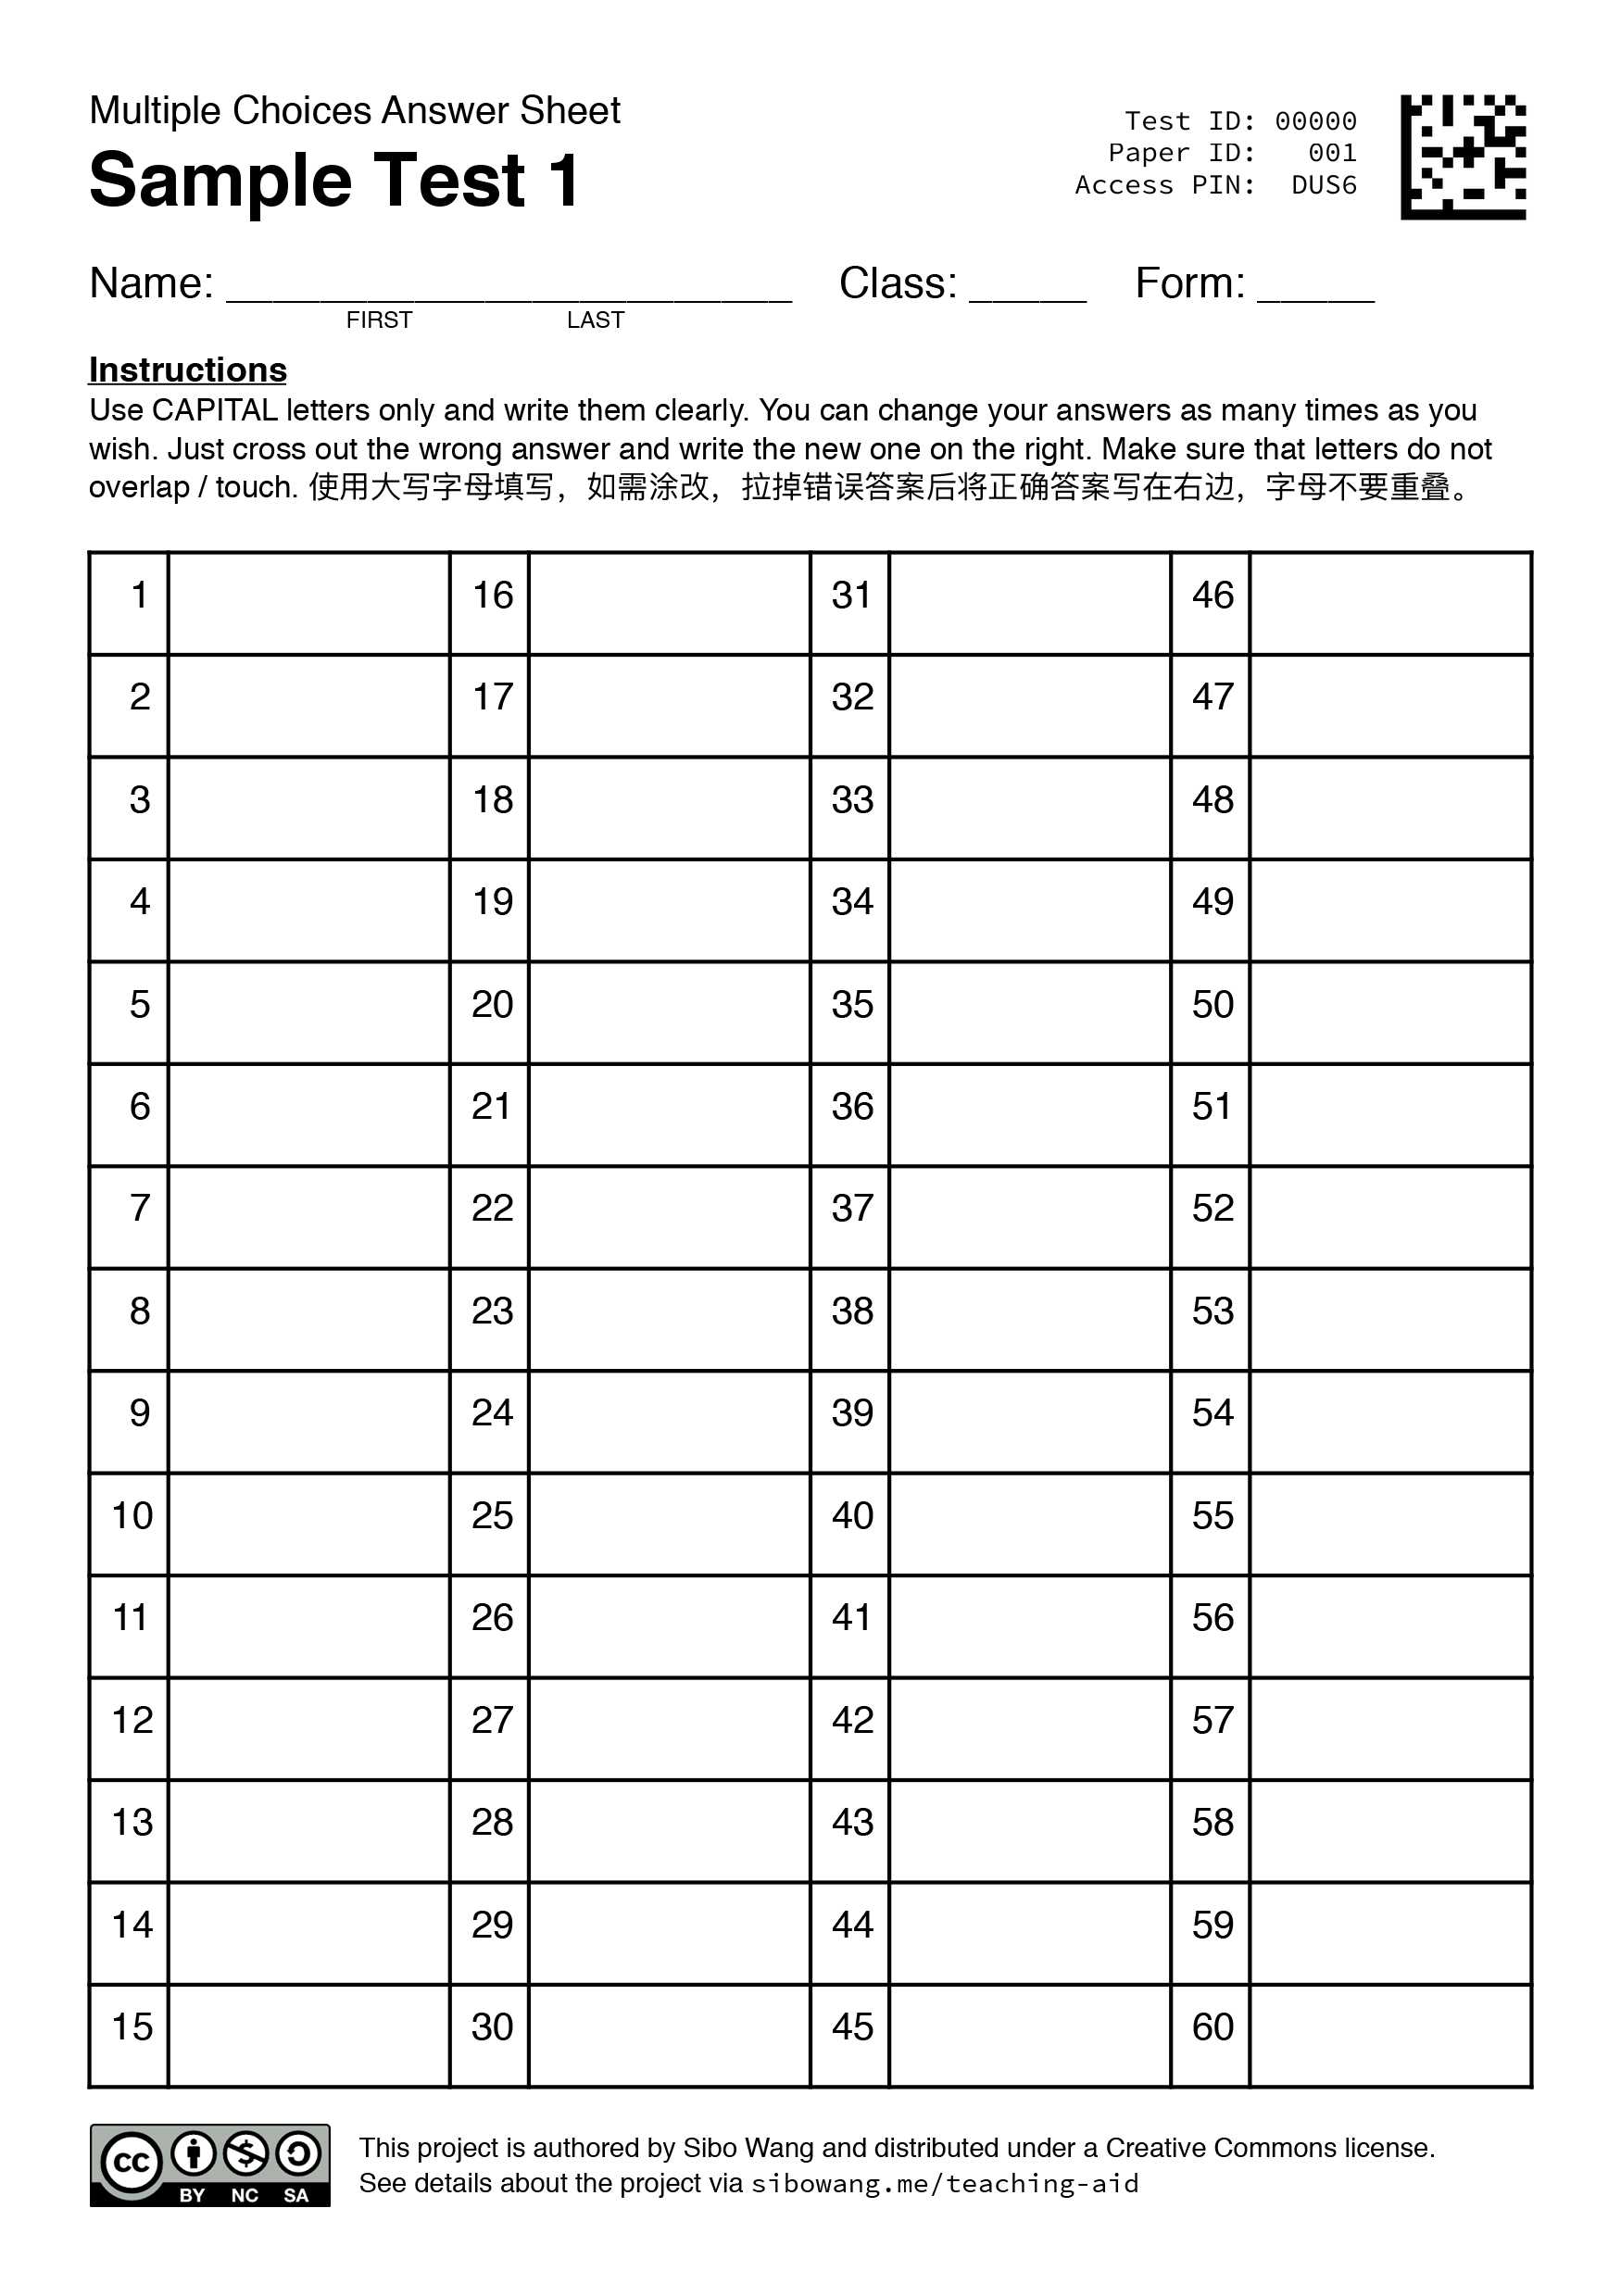 Multiple Choices Answer Sheet
Sample Test 1
Test ID: 00000
Paper ID: 001
Access PIN: DUS6
Name: ________________________ Class: _____ Form: _____
FIRST LAST
Instructions
Use CAPITAL letters only and write them clearly. You can change your answers as many times as you
wish. Just cross out the wrong answer and write the new one on the right. Make sure that letters do not
overlap / touch. 使用大写字母填写，如需涂改，拉掉错误答案后将正确答案写在右边，字母不要重叠。
1 16 31 46
2 17 32 47
3 18 33 48
4 19 34 49
5 20 35 50
6 21 36 51
7 22 37 52
8 23 38 53
9 24 39 54
10 25 40 55
11 26 41 56
12 27 42 57
13 28 43 58
14 29 44 59
15 30 45 60
cc BY NC SA
This project is authored by Sibo Wang and distributed under a Creative Commons license.
See details about the project via sibowang.me/teaching-aid